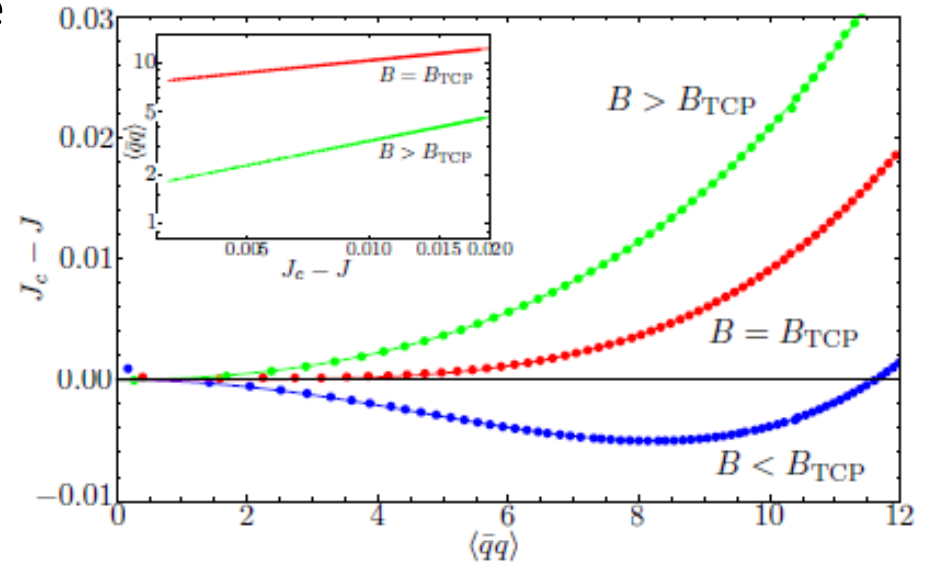 e
0.03
0.02
0.01
0.00
−0.01
J_c − J
0 2 4 6 8 10 12
⟨q̄q⟩
B > B_TCP
B = B_TCP
B < B_TCP
10
5
2
1
⟨q̄q⟩
B = B_TCP
B > B_TCP
0.005 0.010 0.015 0.020
J_c − J